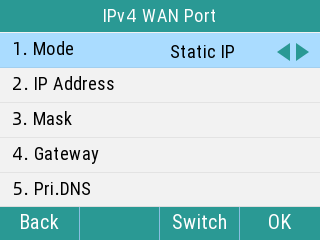 IPv4 WAN Port
1. Mode Static IP
2. IP Address
3. Mask
4. Gateway
5. Pri.DNS
Back Switch OK